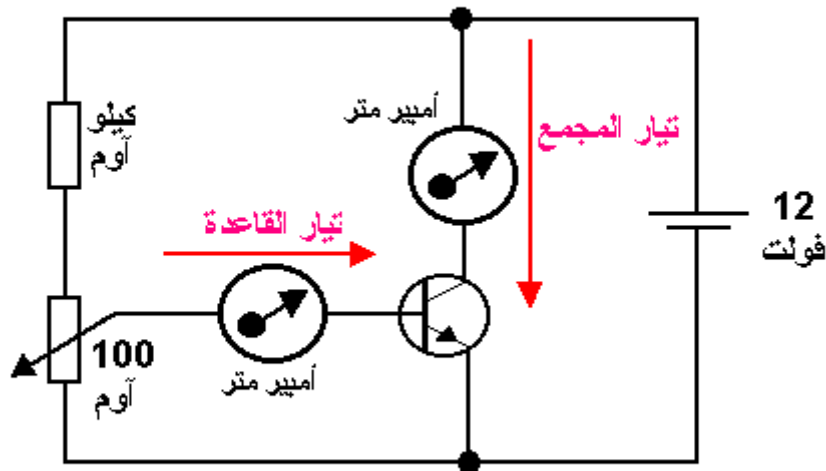 أمبير متر
تيار المجمع
كيلو
آوم
تيار القاعدة
12
فولت
100
آوم
أمبير متر